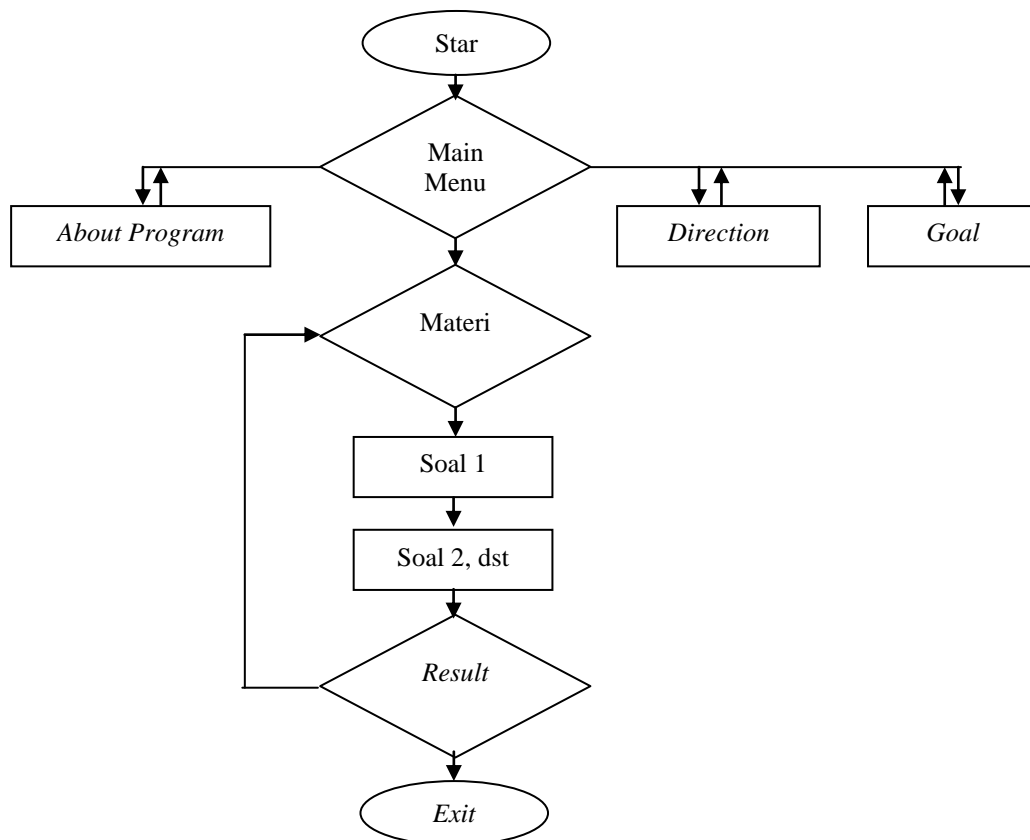 Star
Main
Menu
About Program
Direction
Goal
Materi
Soal 1
Soal 2, dst
Result
Exit